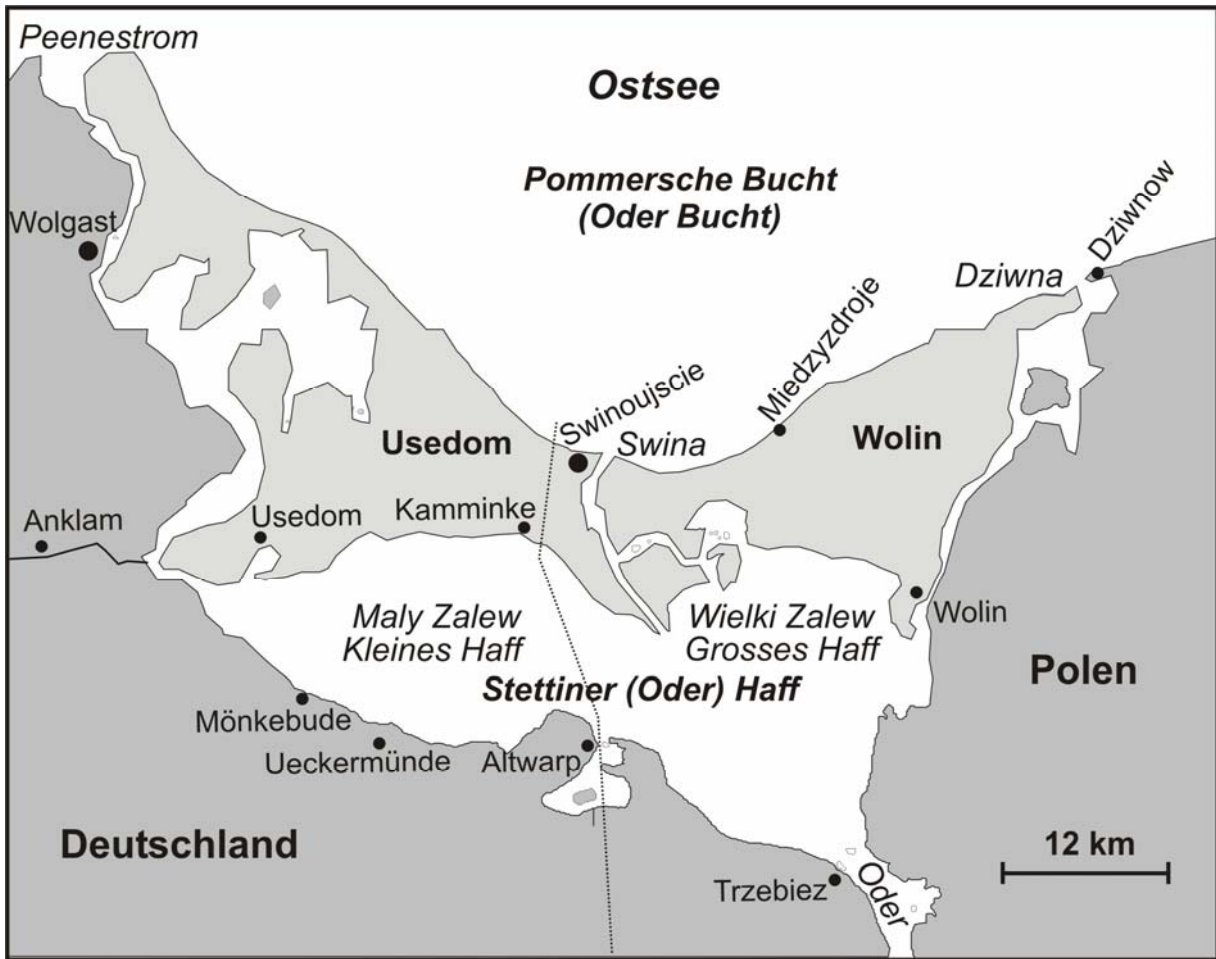 Peenestrom
Ostsee
Pommersche Bucht
(Oder Bucht)
Wolgast
Dziwnow
Dziwna
Miedzyzdroje
Swinoujscie
Swina
Usedom
Wolin
Anklam
Usedom
Kamminke
Maly Zalew
Kleines Haff
Wielki Zalew
Grosses Haff
Wolin
Stettiner (Oder) Haff
Polen
Mönkebude
Ueckermünde
Altwarp
Deutschland
12 km
Trzebiez
Oder